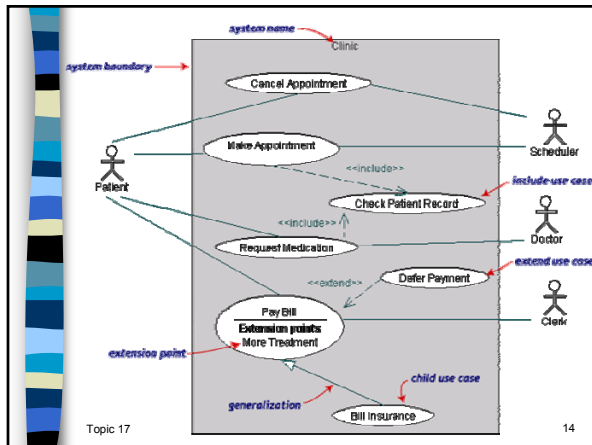 system name
Clinic
system boundary
Cancel Appointment
Make Appointment
Scheduler
<<include>>
Patient
include use case
Check Patient Record
<<include>>
Request Medication
Doctor
extend use case
<<extend>>
Defer Payment
Pay Bill
Extension points
More Treatment
Clerk
extension point
child use case
generalization
Bill Insurance
Topic 17
14